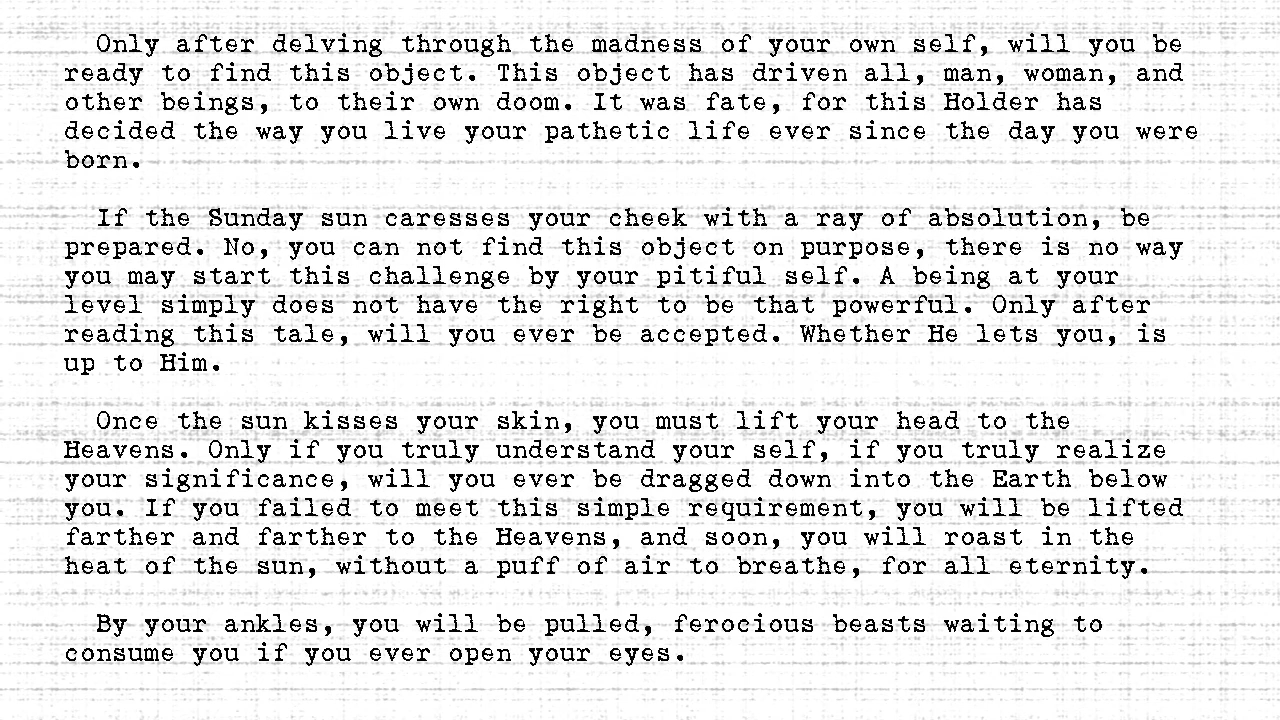 Only after delving through the madness of your own self, will you be
ready to find this object. This object has driven all, man, woman, and
other beings, to their own doom. It was fate, for this Holder has
decided the way you live your pathetic life ever since the day you were
born.
If the Sunday sun caresses your cheek with a ray of absolution, be
prepared. No, you can not find this object on purpose, there is no way
you may start this challenge by your pitiful self. A being at your
level simply does not have the right to be that powerful. Only after
reading this tale, will you ever be accepted. Whether He lets you, is
up to Him.
Once the sun kisses your skin, you must lift your head to the
Heavens. Only if you truly understand your self, if you truly realize
your significance, will you ever be dragged down into the Earth below
you. If you failed to meet this simple requirement, you will be lifted
farther and farther to the Heavens, and soon, you will roast in the
heat of the sun, without a puff of air to breathe, for all eternity.
By your ankles, you will be pulled, ferocious beasts waiting to
consume you if you ever open your eyes.